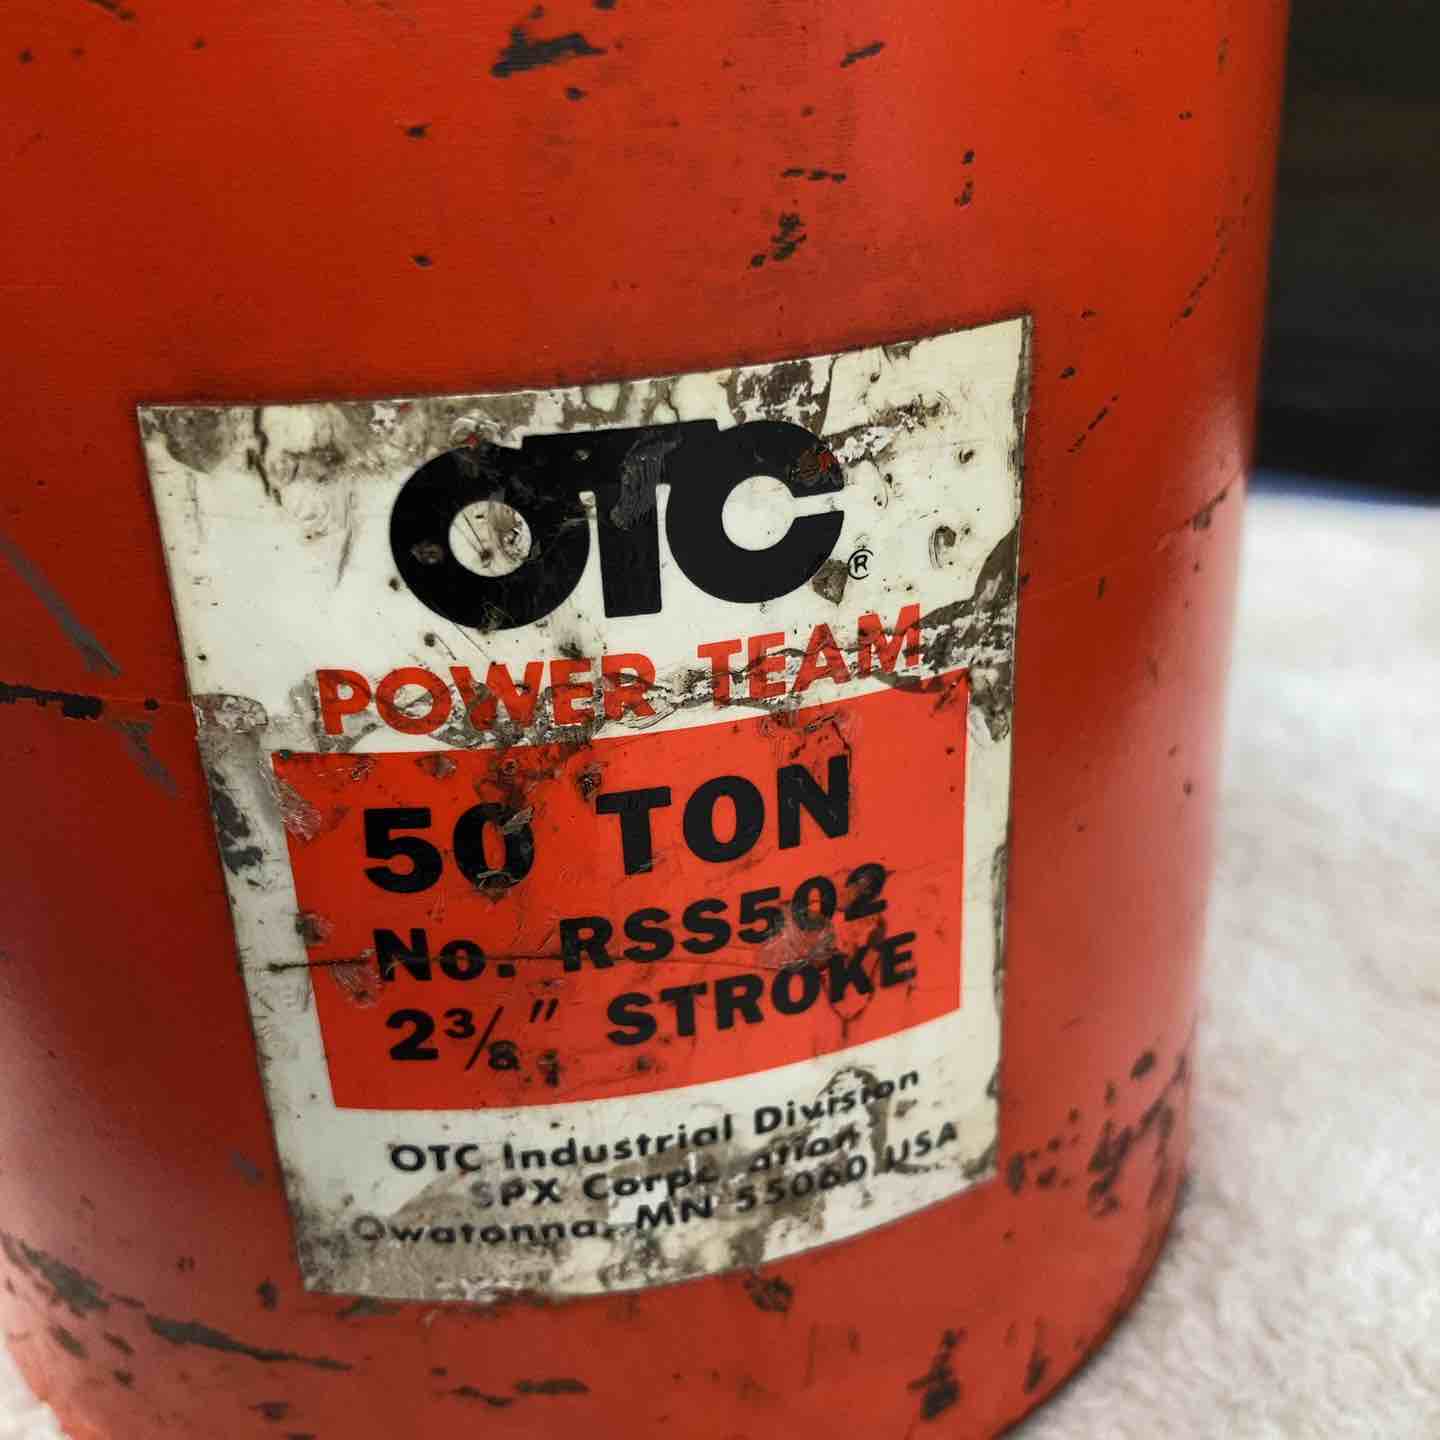 OTC®
POWER TEAM
50 TON
No. RSS502
2 3/8" STROKE
OTC Industrial Division
SPX Corporation
Owatonna, MN 55060 USA